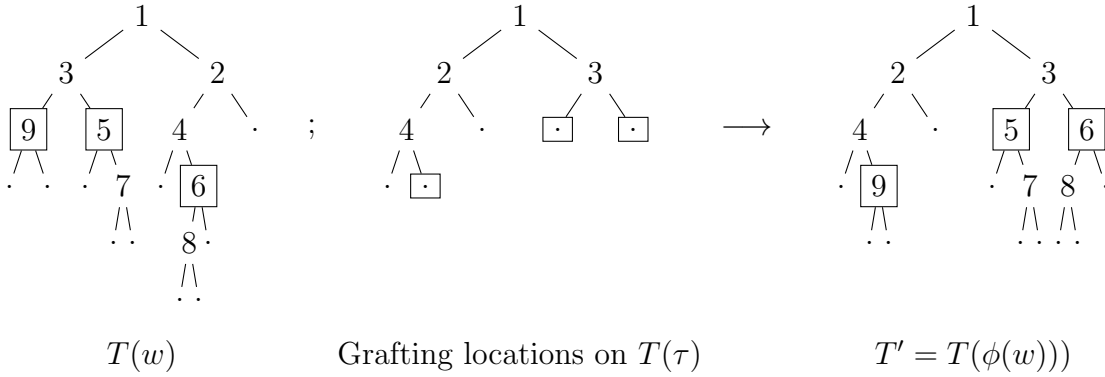 1 1 1
3 2 2 3 2 3
9 5 4 · ; 4 · · · ⟶ 4 · 5 6
· · · 7 · 6 · · · 9 · 7 8 ·
· · 8 · · · · · · ·
· ·
T(w) Grafting locations on T(τ) T′ = T(ϕ(w)))